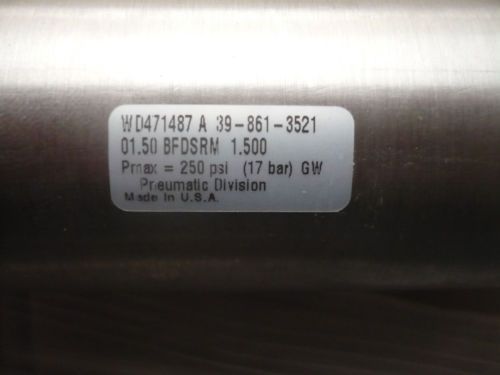 WD471487 A 39-861-3521
01.50 BFDSRM 1.500
Pmax = 250 psi (17 bar) GW
Pneumatic Division
Made In U.S.A.